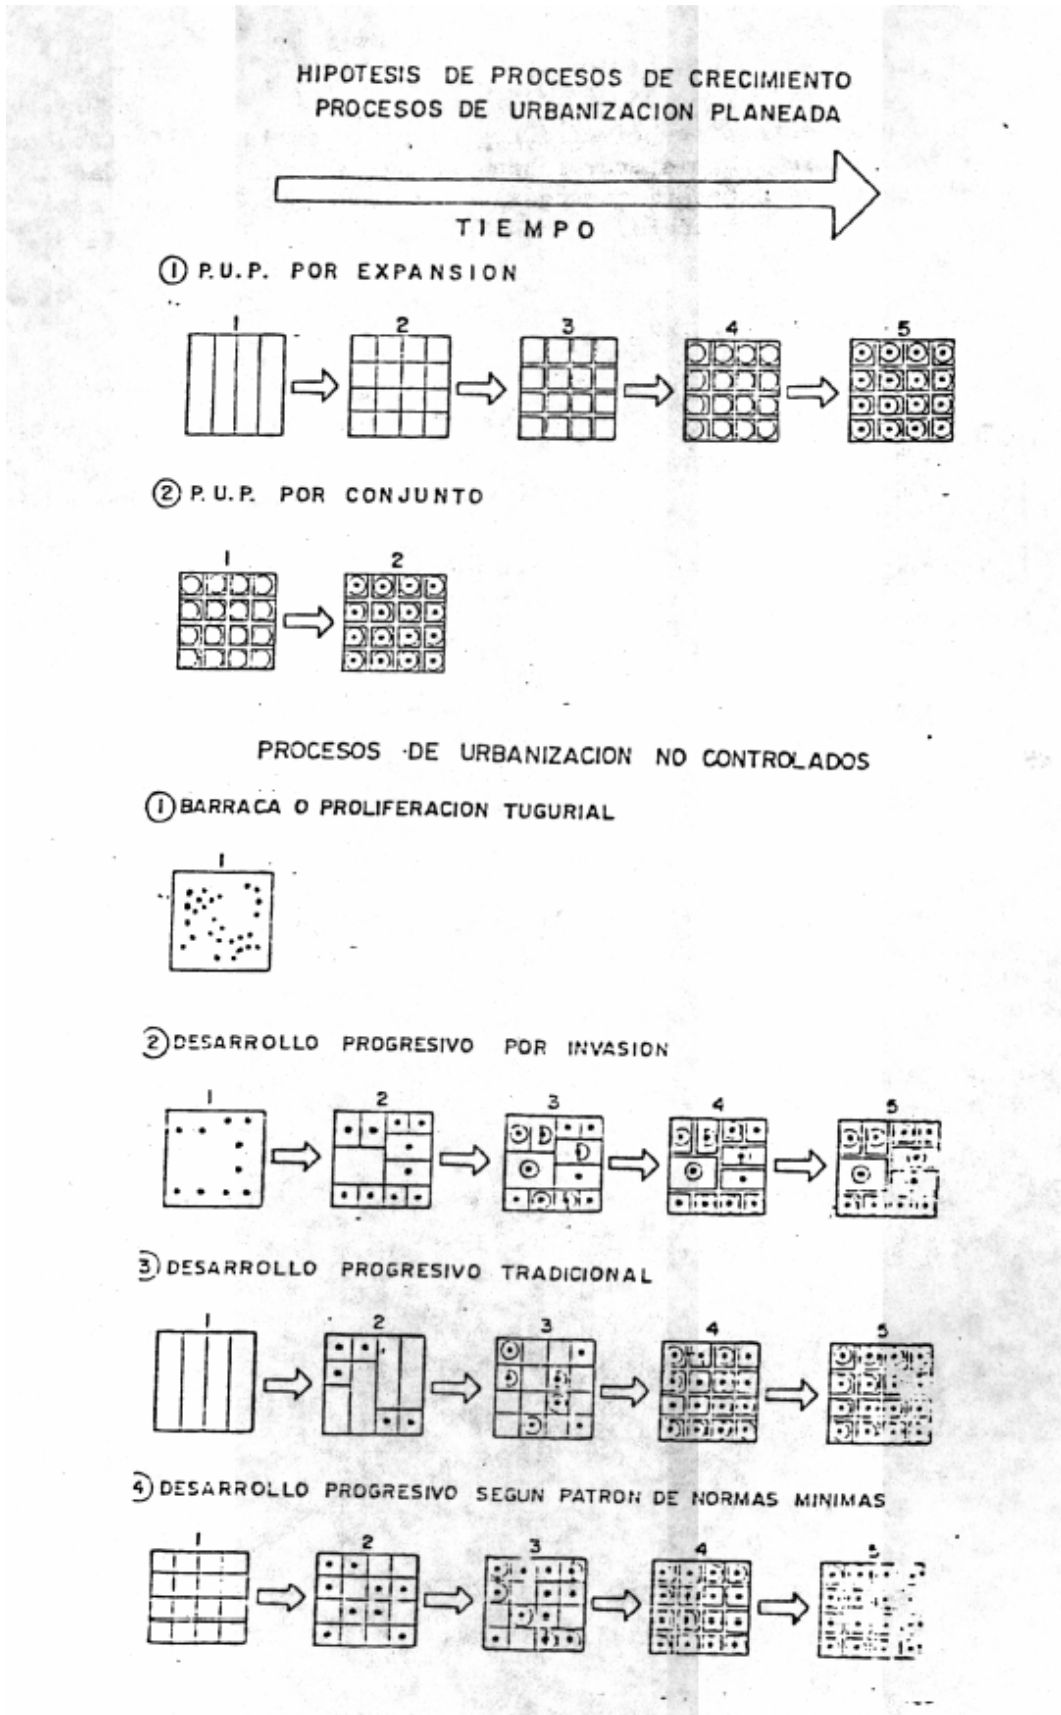 HIPOTESIS DE PROCESOS DE CRECIMIENTO
PROCESOS DE URBANIZACION PLANEADA
TIEMPO
1 P.U.P. POR EXPANSION
1 2 3 4 5
2 P.U.P. POR CONJUNTO
1 2
PROCESOS DE URBANIZACION NO CONTROLADOS
1 BARRACA O PROLIFERACION TUGURIAL
1
2 DESARROLLO PROGRESIVO POR INVASION
1 2 3 4 5
3 DESARROLLO PROGRESIVO TRADICIONAL
1 2 3 4 5
4 DESARROLLO PROGRESIVO SEGUN PATRON DE NORMAS MINIMAS
1 2 3 4 5